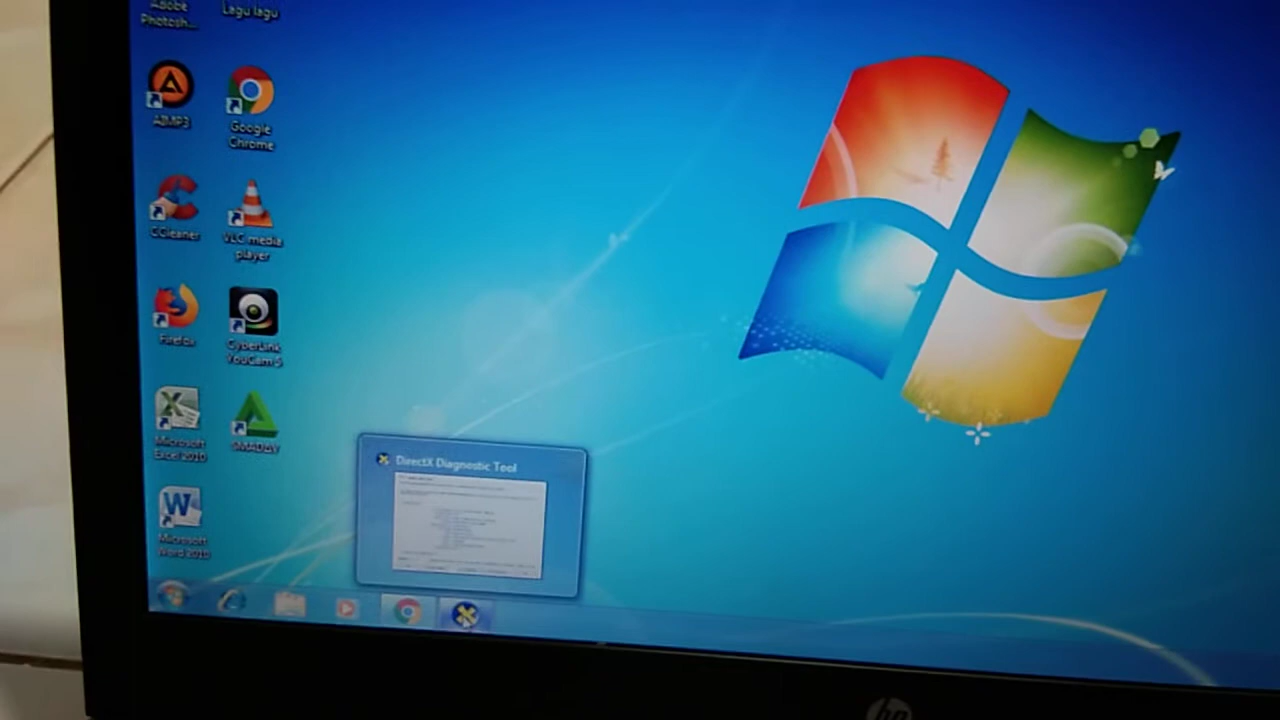 Adobe
Photosh...
Lagu lagu
AIMP3
Google
Chrome
CCleaner
VLC media
player
Firefox
CyberLink
YouCam 5
Microsoft
Excel 2010
SMADAV
Microsoft
Word 2010
DirectX Diagnostic Tool
hp